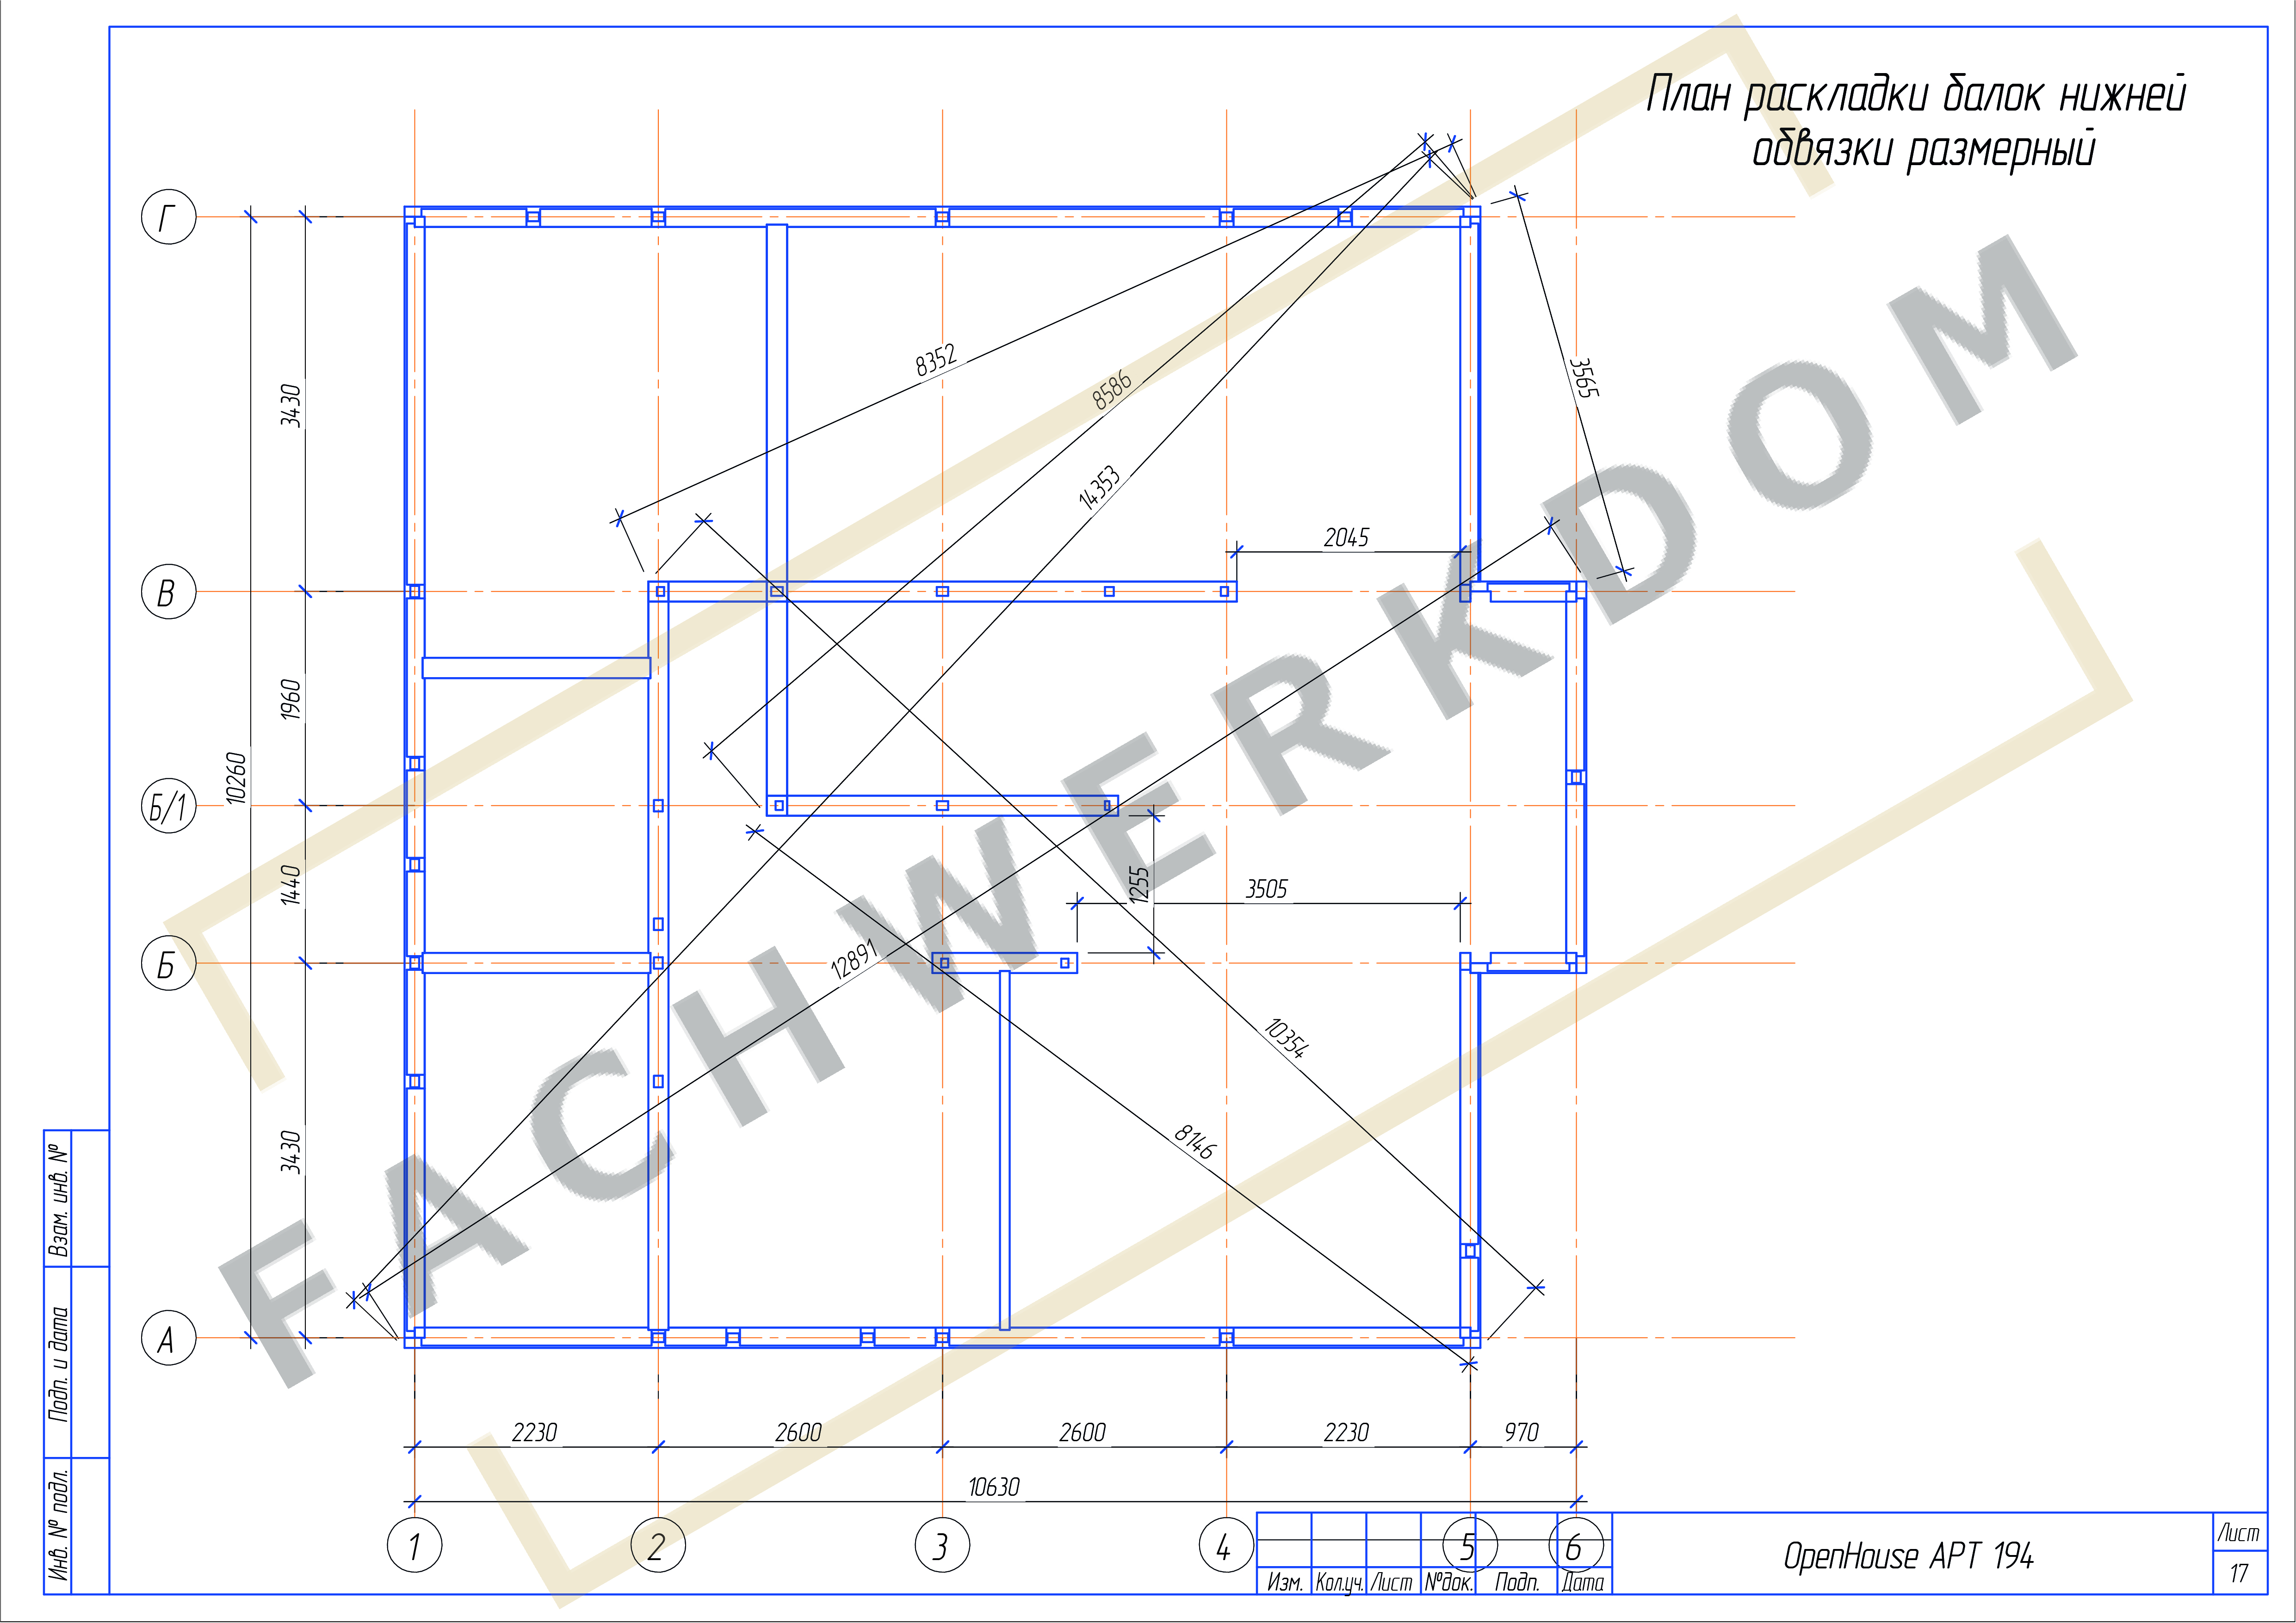 План раскладки балок нижней
обвязки размерный
Г
В
Б/1
Б
А
3430
1960
1440
3430
10260
8352
8586
14353
3565
2045
3505
1255
12891
10354
8146
FACHWERKDOM
2230
2600
2600
2230
970
10630
1
2
3
4
5
6
Взам. инв. №
Подп. и дата
Инв. № подл.
Изм.
Кол.уч.
Лист
№док.
Подп.
Дата
OpenHouse АРТ 194
Лист
17